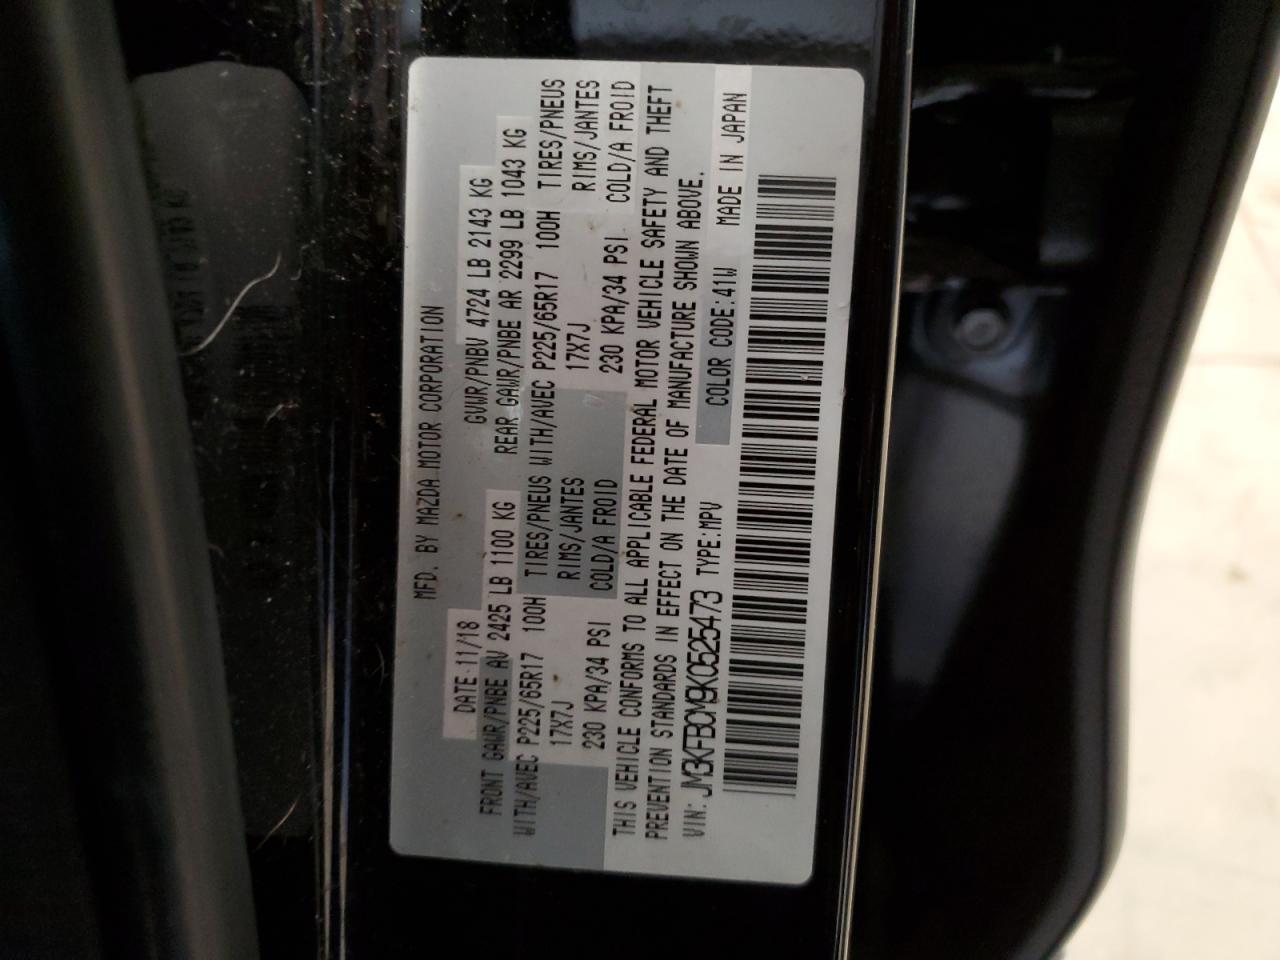 MFD. BY MAZDA MOTOR CORPORATION
DATE:11/18 GVWR/PNBV 4724 LB 2143 KG
FRONT GAWR/PNBE AV 2425 LB 1100 KG REAR GAWR/PNBE AR 2299 LB 1043 KG
WITH/AVEC P225/65R17 100H TIRES/PNEUS WITH/AVEC P225/65R17 100H TIRES/PNEUS
17X7J RIMS/JANTES 17X7J RIMS/JANTES
230 KPA/34 PSI COLD/A FROID 230 KPA/34 PSI. COLD/A FROID
THIS VEHICLE CONFORMS TO ALL APPLICABLE FEDERAL MOTOR VEHICLE SAFETY AND THEFT
PREVENTION STANDARDS IN EFFECT ON THE DATE OF MANUFACTURE SHOWN ABOVE.
VIN: JM3KFBCM9K0525473 TYPE:MPV COLOR CODE:41W MADE IN JAPAN